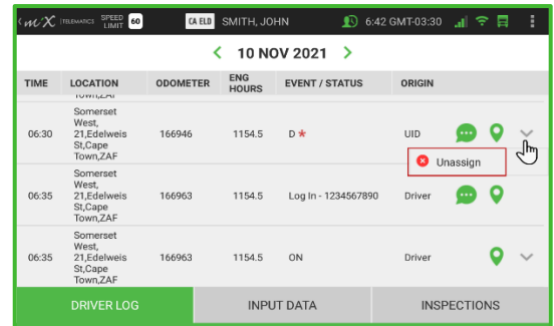 mX TELEMATICS SPEED LIMIT 60 CA ELD SMITH, JOHN 6:42 GMT-03:30
< 10 NOV 2021 >
TIME LOCATION ODOMETER ENG HOURS EVENT / STATUS ORIGIN
Town,ZAF
Somerset
West,
06:30 21,Edelweis 166946 1154.5 D * UID
St,Cape
Town,ZAF
Unassign
Somerset
West,
06:35 21,Edelweis 166963 1154.5 Log In - 1234567890 Driver
St,Cape
Town,ZAF
Somerset
West,
06:35 21,Edelweis 166963 1154.5 ON Driver
St,Cape
Town,ZAF
DRIVER LOG INPUT DATA INSPECTIONS